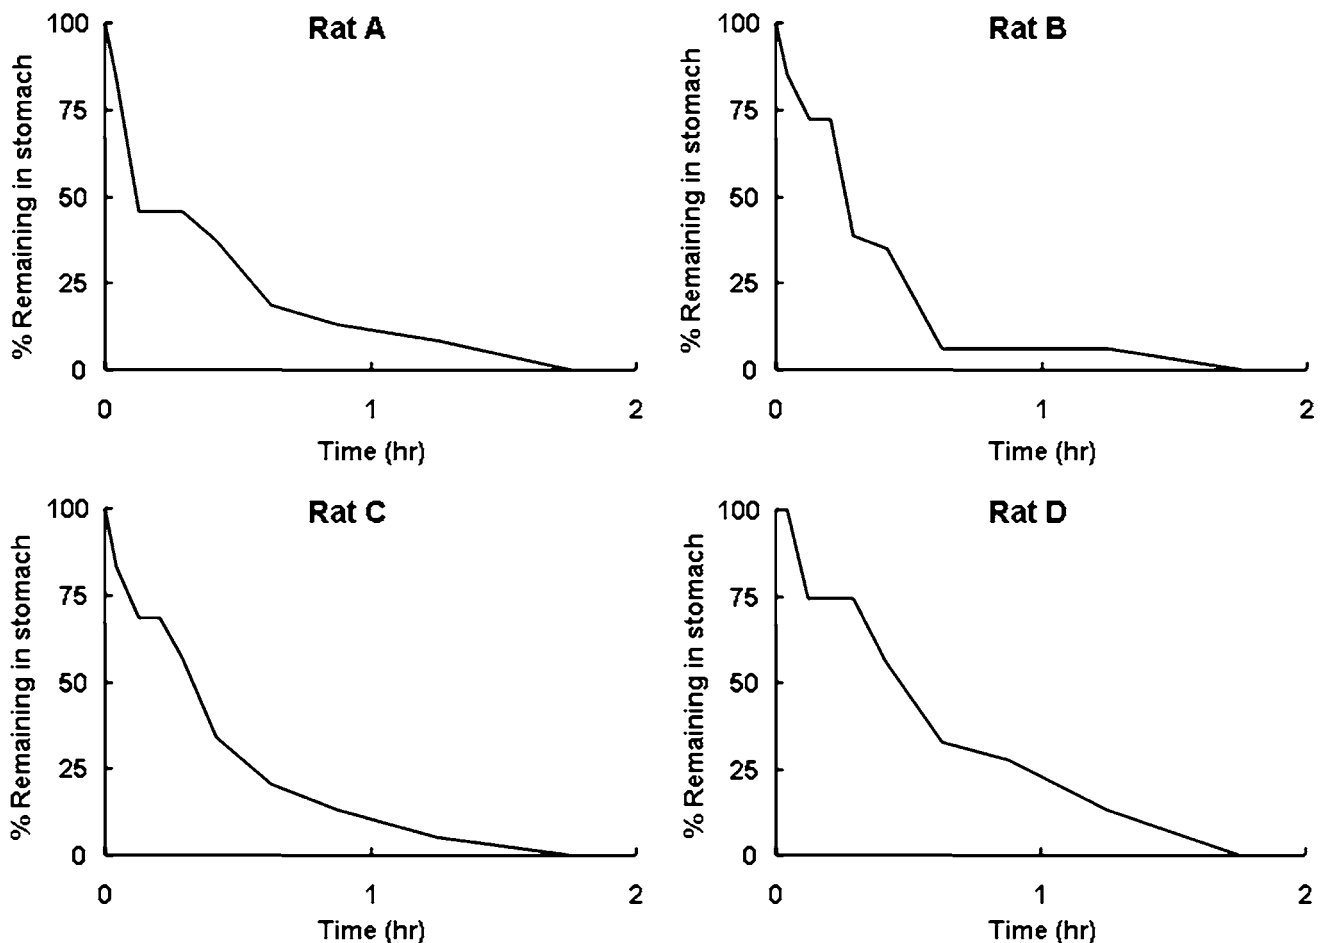 Rat A
% Remaining in stomach
100
75
50
25
0
0 1 2
Time (hr)
Rat B
% Remaining in stomach
100
75
50
25
0
0 1 2
Time (hr)
Rat C
% Remaining in stomach
100
75
50
25
0
0 1 2
Time (hr)
Rat D
% Remaining in stomach
100
75
50
25
0
0 1 2
Time (hr)